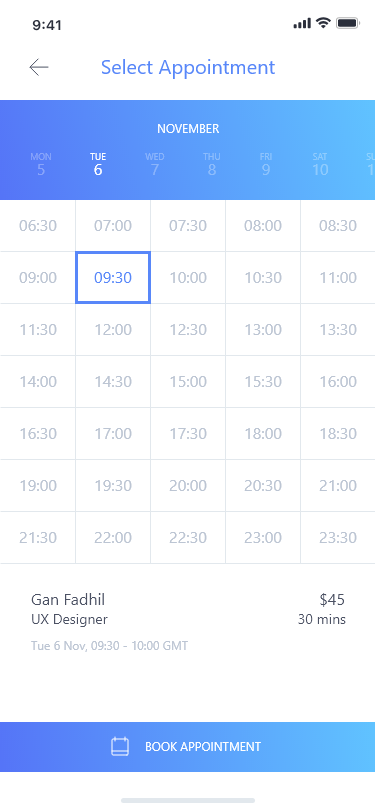 9:41
Select Appointment
NOVEMBER
MON TUE WED THU FRI SAT
5 6 7 8 9 10
06:30 07:00 07:30 08:00 08:30
09:00 09:30 10:00 10:30 11:00
11:30 12:00 12:30 13:00 13:30
14:00 14:30 15:00 15:30 16:00
16:30 17:00 17:30 18:00 18:30
19:00 19:30 20:00 20:30 21:00
21:30 22:00 22:30 23:00 23:30
Gan Fadhil $45
UX Designer 30 mins
Tue 6 Nov, 09:30 - 10:00 GMT
BOOK APPOINTMENT